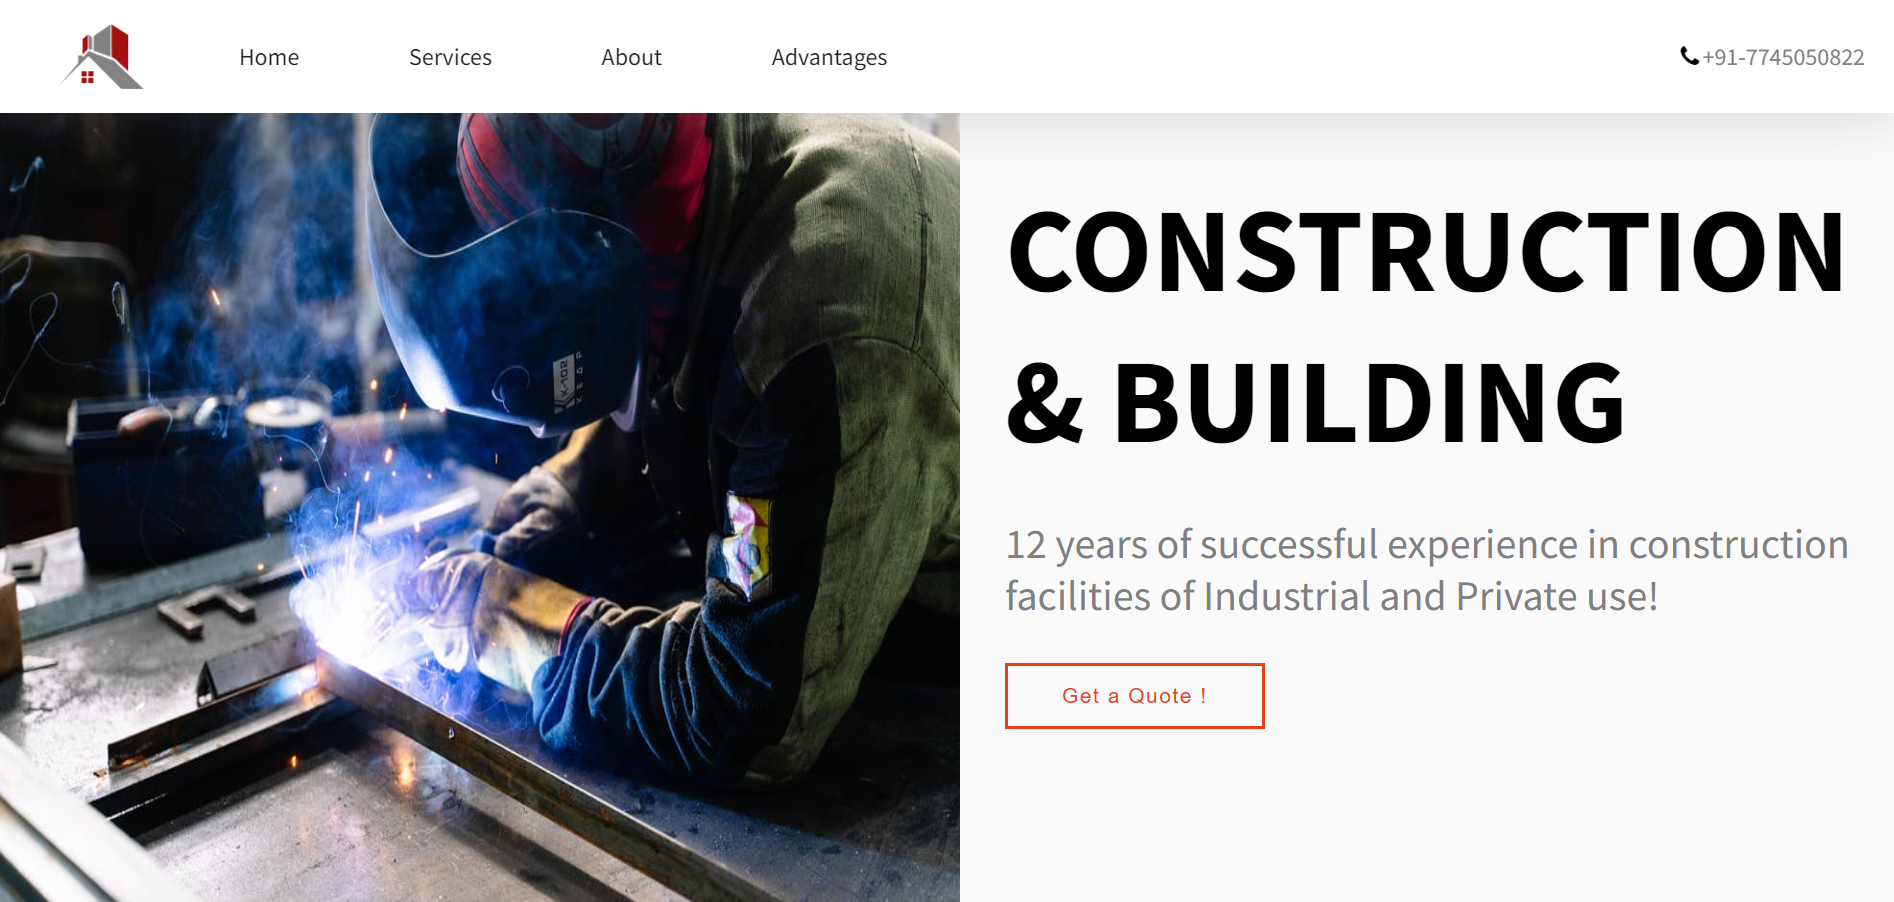 Home
Services
About
Advantages
+91-7745050822
K-102
КЕДР
CONSTRUCTION
& BUILDING
12 years of successful experience in construction
facilities of Industrial and Private use!
Get a Quote !